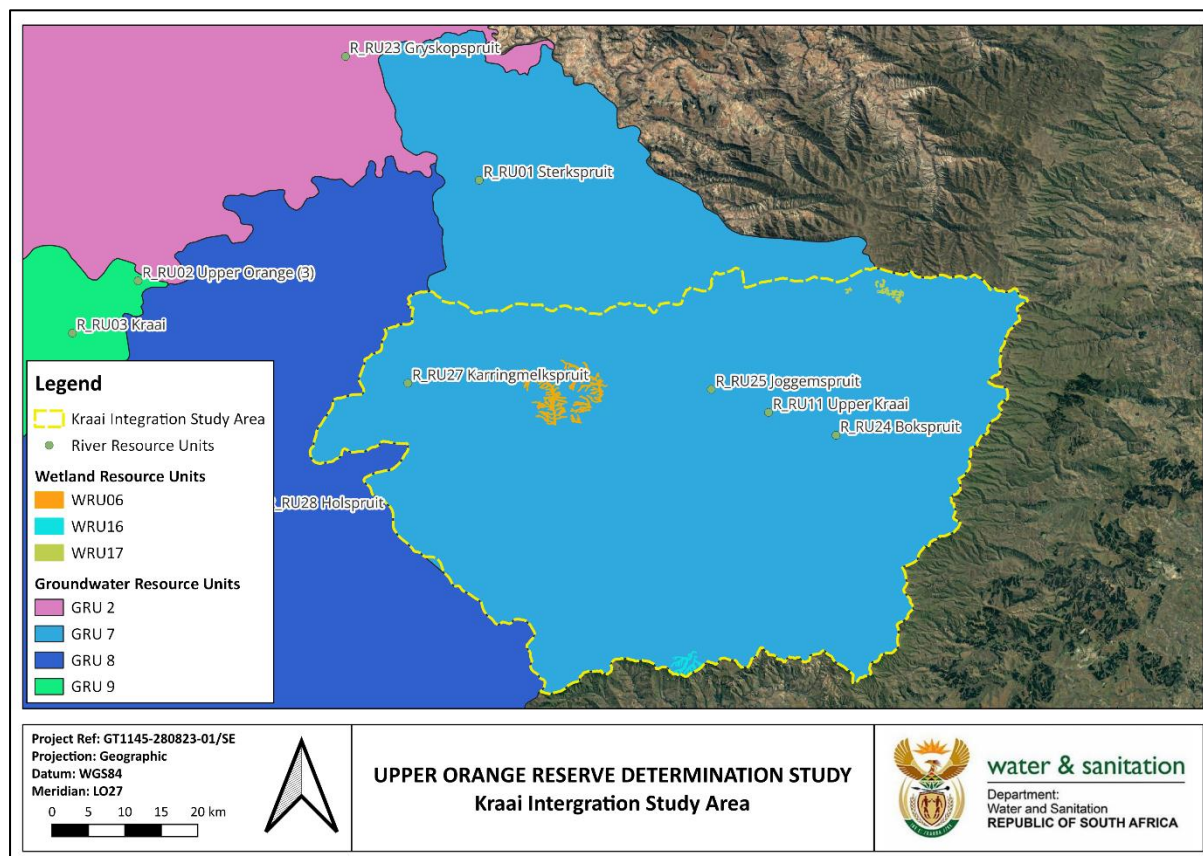 R_RU23 Gryskopspruit
R_RU01 Sterkspruit
R_RU02 Upper Orange (3)
R_RU03 Kraai
R_RU27 Karringmelkspruit
R_RU25 Joggemspruit
R_RU11 Upper Kraai
R_RU24 Bokspruit
_RU28 Holspruit
Legend
Kraai Integration Study Area
River Resource Units
Wetland Resource Units
WRU06
WRU16
WRU17
Groundwater Resource Units
GRU 2
GRU 7
GRU 8
GRU 9
Project Ref: GT1145-280823-01/SE
Projection: Geographic
Datum: WGS84
Meridian: LO27
0 5 10 15 20 km
UPPER ORANGE RESERVE DETERMINATION STUDY
Kraai Intergration Study Area
water & sanitation
Department:
Water and Sanitation
REPUBLIC OF SOUTH AFRICA